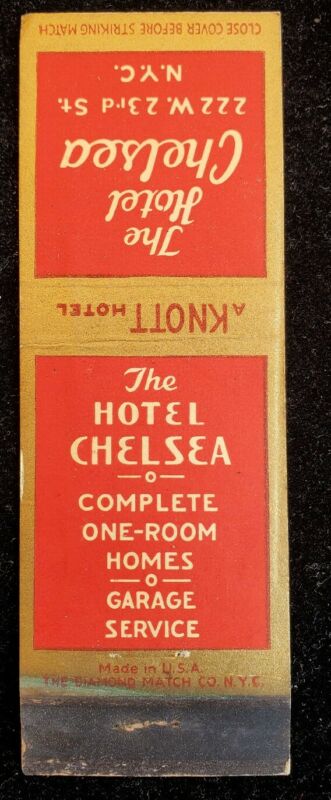 CLOSE COVER BEFORE STRIKING MATCH
The
Hotel
Chelsea
222 W. 23rd St.
N.Y.C.
A KNOTT HOTEL
The
HOTEL
CHELSEA
COMPLETE
ONE-ROOM
HOMES
GARAGE
SERVICE
Made in U.S.A.
THE DIAMOND MATCH CO. N.Y.C.